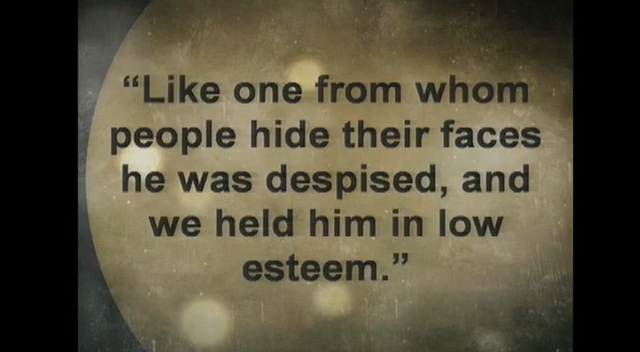 “Like one from whom
people hide their faces
he was despised, and
we held him in low
esteem.”